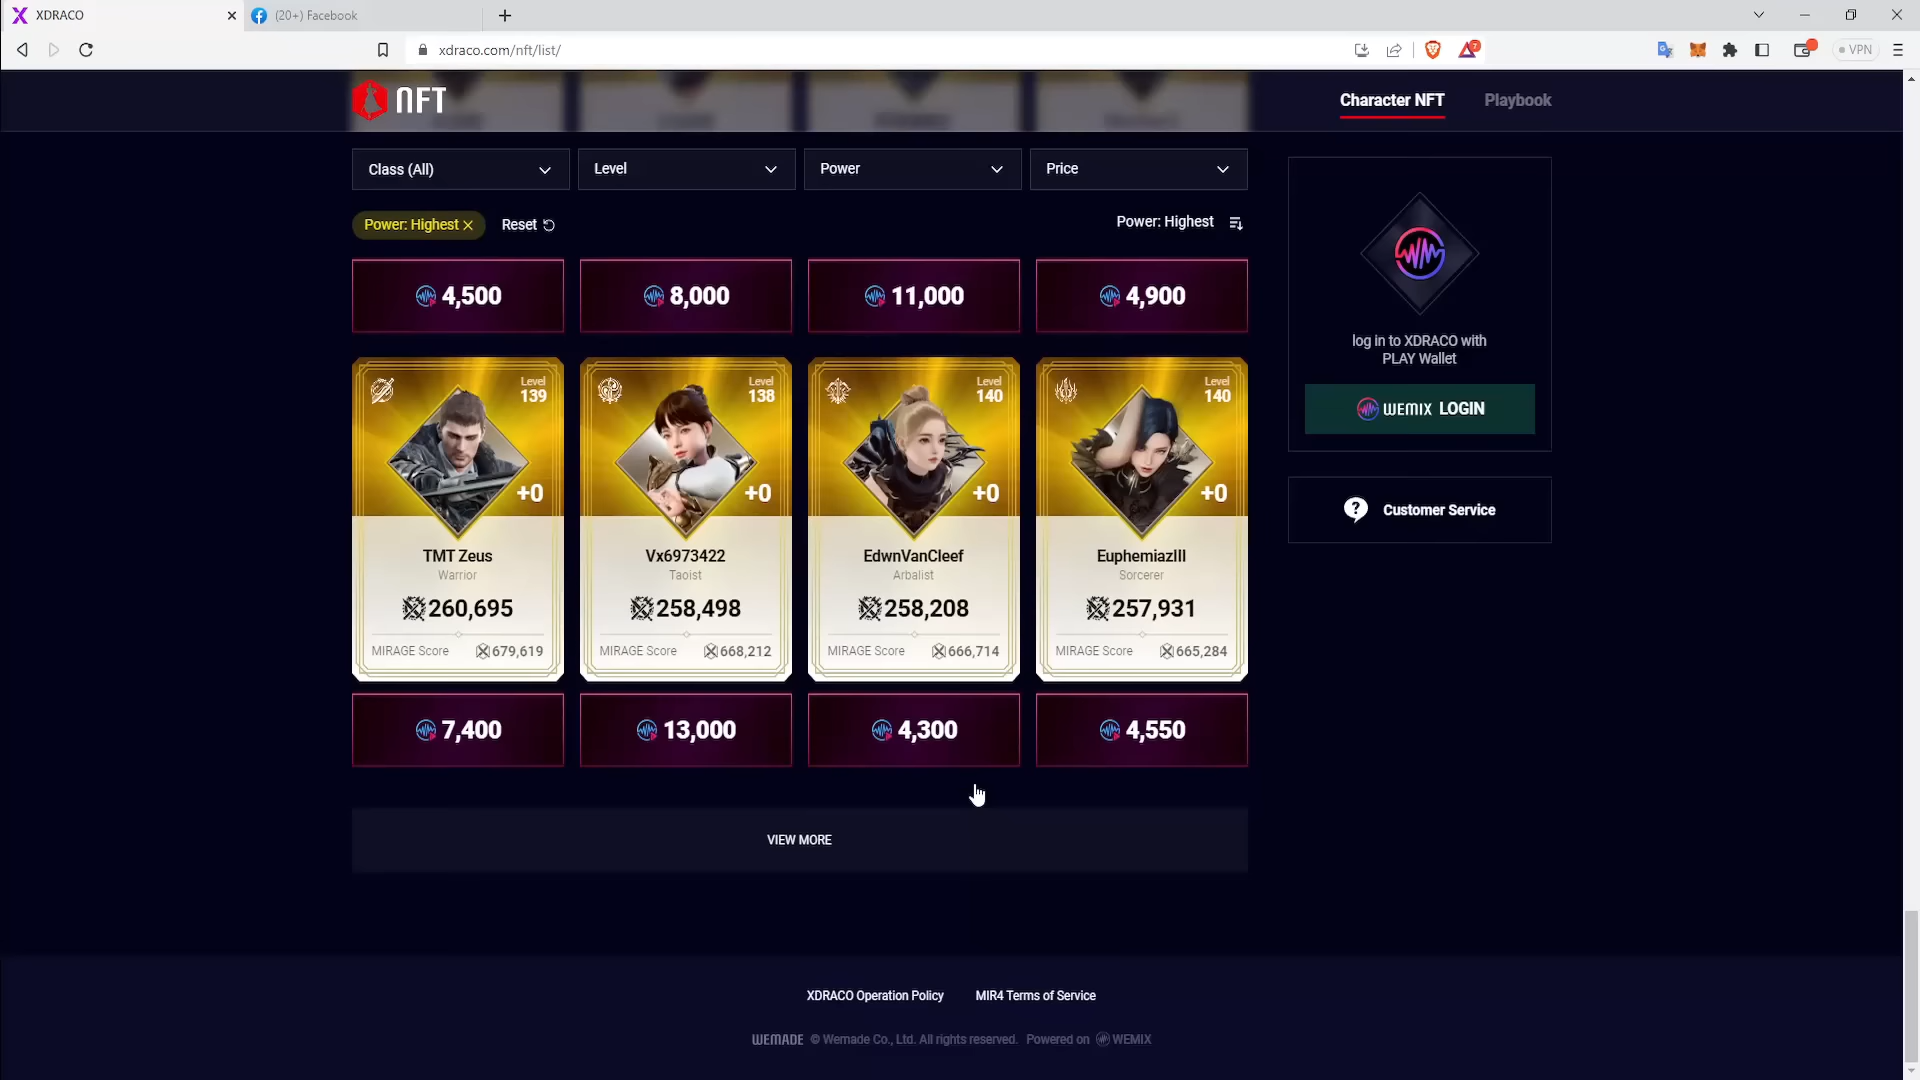 XDRACO
(20+) Facebook
xdraco.com/nft/list/
7
VPN
NFT
Character NFT
Playbook
Class (All)
Level
Power
Price
Power: Highest
Reset
Power: Highest
4,500
8,000
11,000
4,900
log in to XDRACO with
PLAY Wallet
WEMIX LOGIN
Customer Service
Level
139
+0
TMT Zeus
Warrior
260,695
MIRAGE Score 679,619
Level
138
+0
Vx6973422
Taoist
258,498
MIRAGE Score 668,212
Level
140
+0
EdwnVanCleef
Arbalist
258,208
MIRAGE Score 666,714
Level
140
+0
EuphemiazIII
Sorcerer
257,931
MIRAGE Score 665,284
7,400
13,000
4,300
4,550
VIEW MORE
XDRACO Operation Policy
MIR4 Terms of Service
WEMADE © Wemade Co., Ltd. All rights reserved. Powered on WEMIX